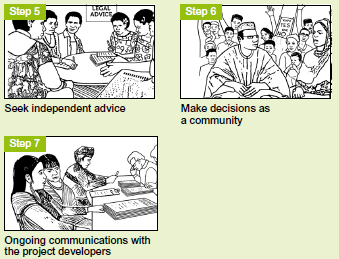 Step 5
LEGAL
ADVICE
Seek independent advice
Step 6
Make decisions as
a community
Step 7
Ongoing communications with
the project developers